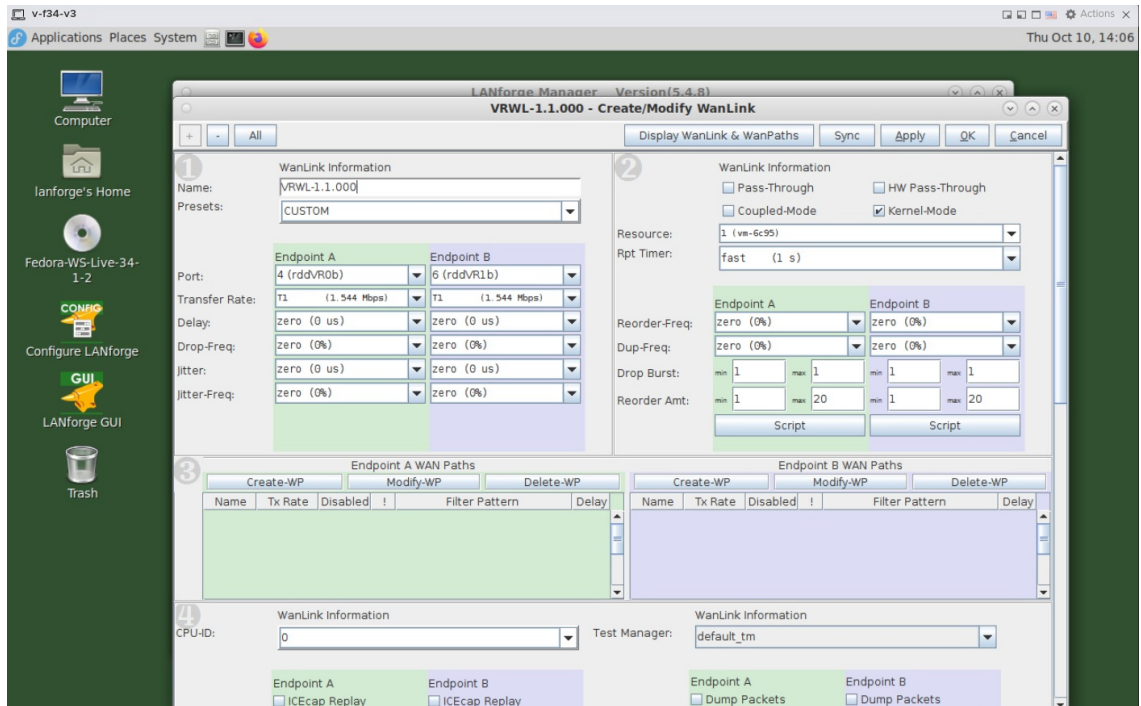 v-f34-v3
Actions
Applications Places System
Thu Oct 10, 14:06
Computer
lanforge's Home
Fedora-WS-Live-34-
1-2
CONFIG
Configure LANforge
GUI
LANforge GUI
Trash
LANforge Manager Version(5.4.8)
VRWL-1.1.000 - Create/Modify WanLink
+ - All
Display WanLink & WanPaths Sync Apply OK Cancel
1
WanLink Information
Name: VRWL-1.1.000
Presets: CUSTOM
Endpoint A Endpoint B
Port: 4 (rddVR0b) 6 (rddVR1b)
Transfer Rate: T1 (1.544 Mbps) T1 (1.544 Mbps)
Delay: zero (0 us) zero (0 us)
Drop-Freq: zero (0%) zero (0%)
Jitter: zero (0 us) zero (0 us)
Jitter-Freq: zero (0%) zero (0%)
2
WanLink Information
Pass-Through HW Pass-Through
Coupled-Mode Kernel-Mode
Resource: 1 (vm-6c95)
Rpt Timer: fast (1 s)
Endpoint A Endpoint B
Reorder-Freq: zero (0%) zero (0%)
Dup-Freq: zero (0%) zero (0%)
Drop Burst: min 1 max 1 min 1 max 1
Reorder Amt: min 1 max 20 min 1 max 20
Script Script
3
Endpoint A WAN Paths
Create-WP Modify-WP Delete-WP
Name Tx Rate Disabled ! Filter Pattern Delay
Endpoint B WAN Paths
Create-WP Modify-WP Delete-WP
Name Tx Rate Disabled ! Filter Pattern Delay
4
WanLink Information
CPU-ID: 0
Endpoint A Endpoint B
ICEcap Replay ICEcap Replay
WanLink Information
Test Manager: default_tm
Endpoint A Endpoint B
Dump Packets Dump Packets